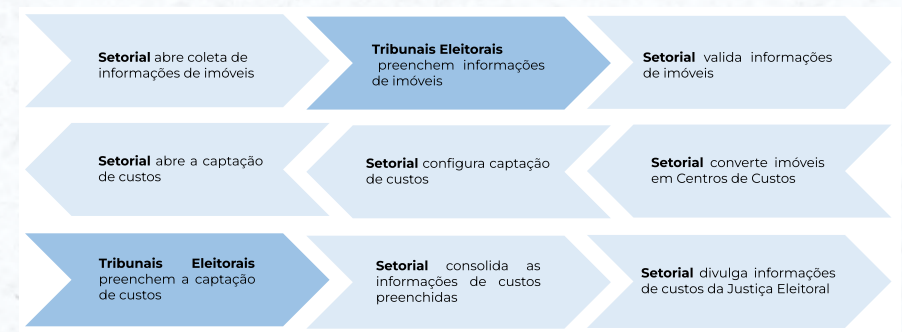 Setorial abre coleta de
informações de imóveis
Tribunais Eleitorais
preenchem informações
de imóveis
Setorial valida informações
de imóveis
Setorial converte imóveis
em Centros de Custos
Setorial configura captação
de custos
Setorial abre a captação
de custos
Tribunais Eleitorais
preenchem a captação
de custos
Setorial consolida as
informações de custos
preenchidas
Setorial divulga informações
de custos da Justiça Eleitoral